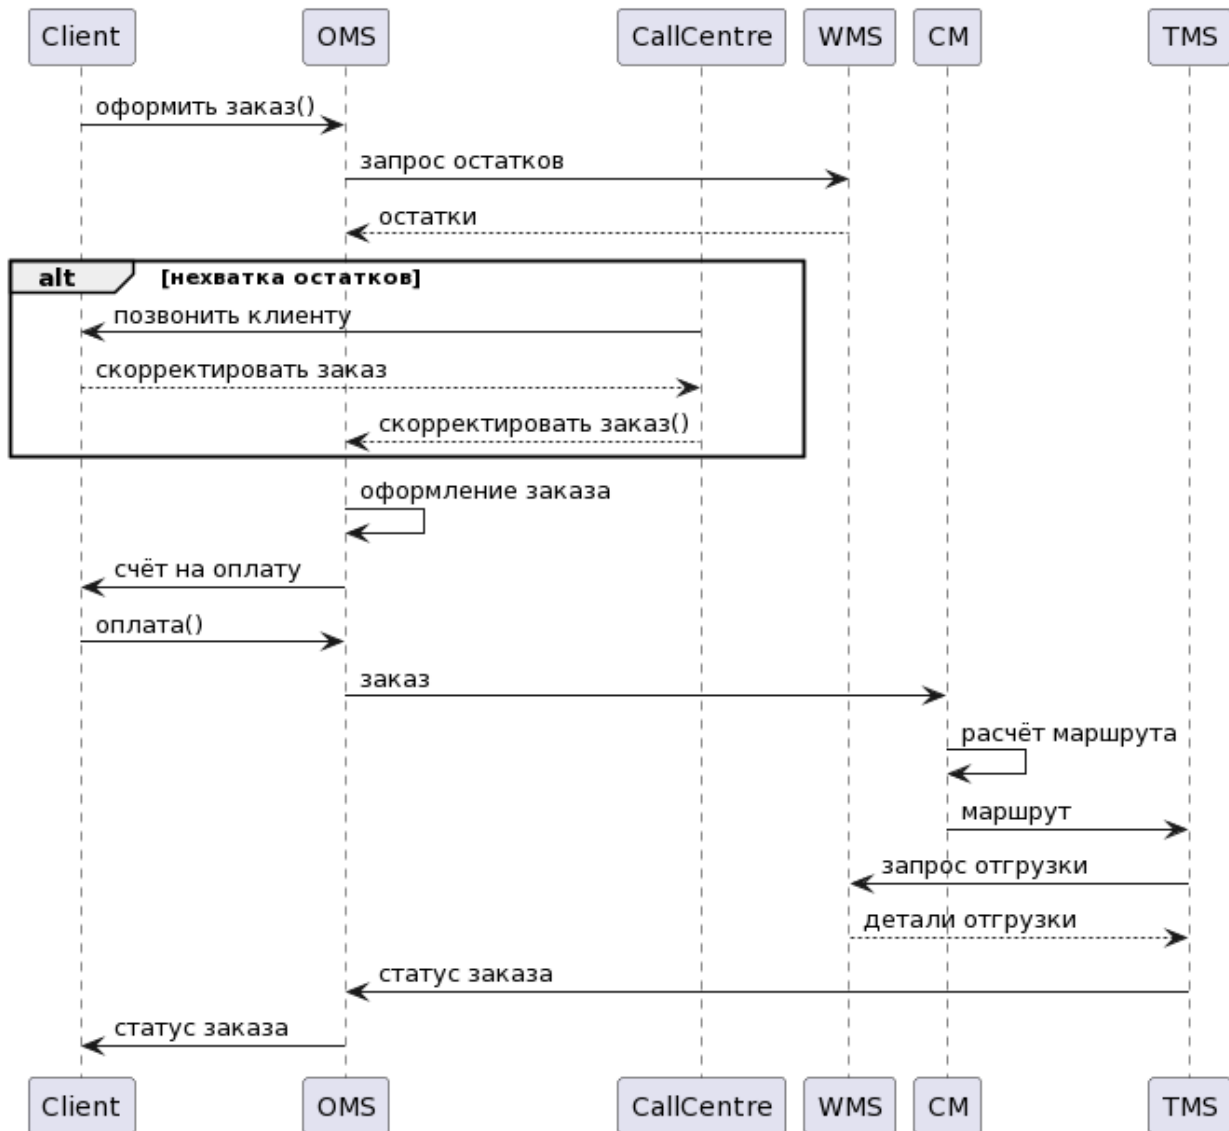 Client OMS CallCentre WMS CM TMS
оформить заказ()
запрос остатков
остатки
alt [нехватка остатков]
позвонить клиенту
скорректировать заказ
скорректировать заказ()
оформление заказа
счёт на оплату
оплата()
заказ
расчёт маршрута
маршрут
запрос отгрузки
детали отгрузки
статус заказа
статус заказа
Client OMS CallCentre WMS CM TMS